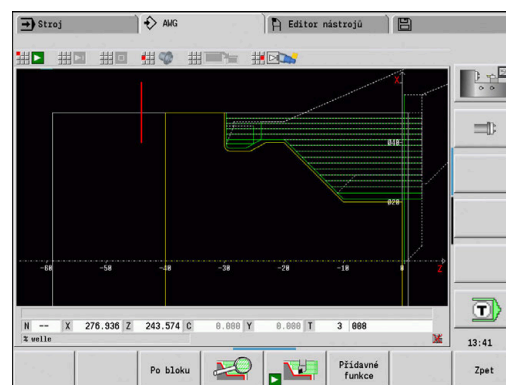 Stroj
AWG
Editor nástrojů
X
ø40
ø20
-60 -50 -40 -30 -20 -10 0 Z
N -- X 276.936 Z 243.574 C 0.000 Y 0.000 T 3 008
% welle
T
13:41
Po bloku
Přídavné
funkce
Zpet